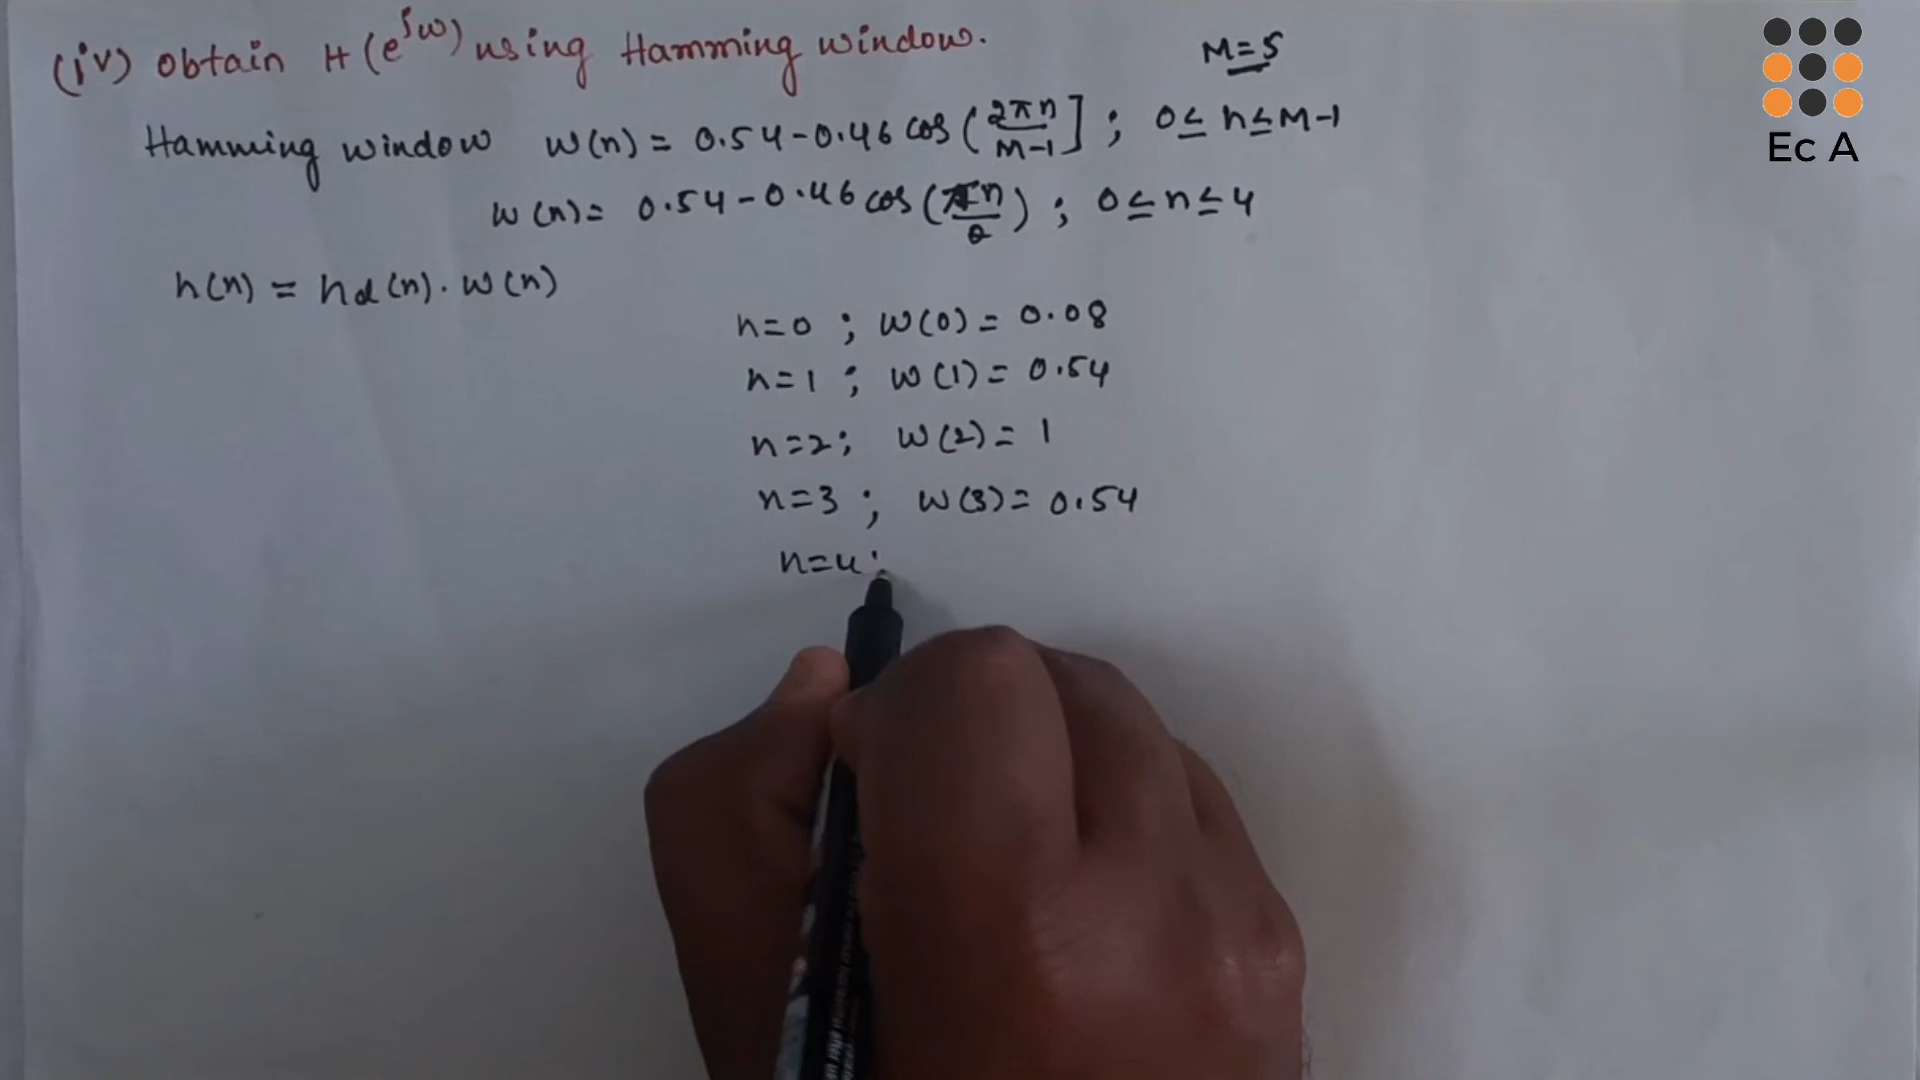 (iv) Obtain H(e^jω) using Hamming window.
M=5
Hamming window w(n) = 0.54-0.46 cos(2πn/M-1] ; 0≤n≤M-1
w(n)= 0.54-0.46 cos(πn/2) ; 0≤n≤4
h(n) = hd(n).w(n)
n=0 ; w(0)= 0.08
n=1 ; w(1)= 0.54
n=2; w(2)= 1
n=3 ; w(3)= 0.54
n=4
Ec A